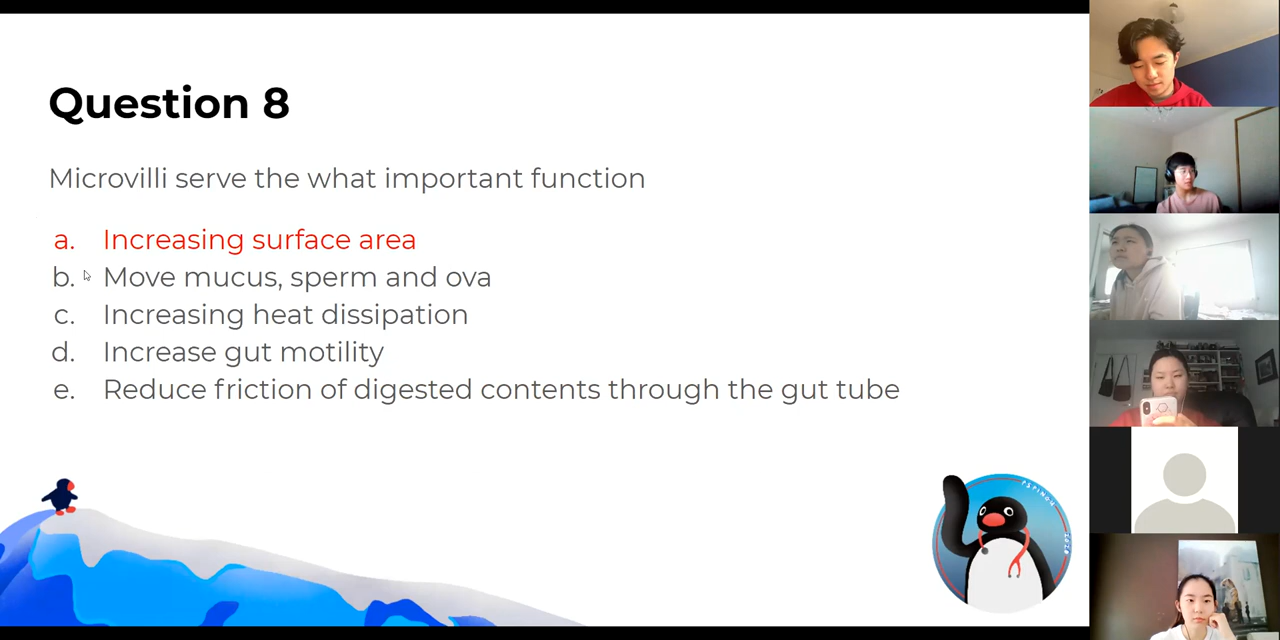 Question 8
Microvilli serve the what important function
a. Increasing surface area
b. Move mucus, sperm and ova
c. Increasing heat dissipation
d. Increase gut motility
e. Reduce friction of digested contents through the gut tube